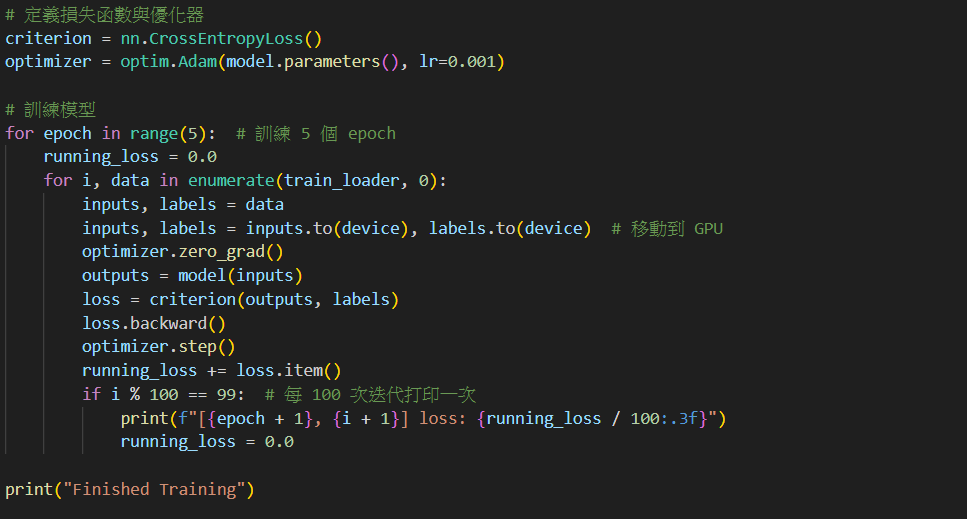 # 定義損失函數與優化器
criterion = nn.CrossEntropyLoss()
optimizer = optim.Adam(model.parameters(), lr=0.001)
# 訓練模型
for epoch in range(5):  # 訓練 5 個 epoch
    running_loss = 0.0
    for i, data in enumerate(train_loader, 0):
        inputs, labels = data
        inputs, labels = inputs.to(device), labels.to(device)  # 移動到 GPU
        optimizer.zero_grad()
        outputs = model(inputs)
        loss = criterion(outputs, labels)
        loss.backward()
        optimizer.step()
        running_loss += loss.item()
        if i % 100 == 99:  # 每 100 次迭代打印一次
            print(f"[{epoch + 1}, {i + 1}] loss: {running_loss / 100:.3f}")
            running_loss = 0.0
print("Finished Training")